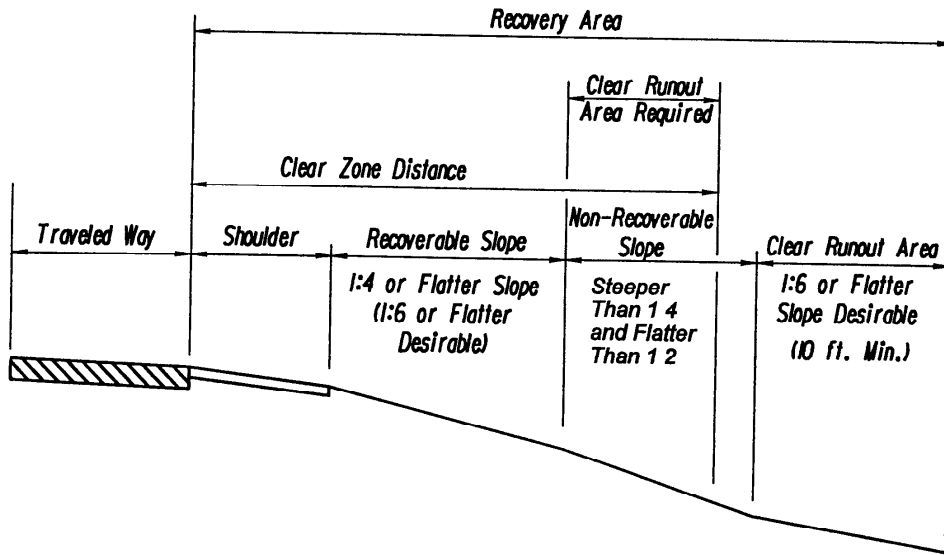 Recovery Area
Clear Runout
Area Required
Clear Zone Distance
Traveled Way
Shoulder
Recoverable Slope
1:4 or Flatter Slope
(1:6 or Flatter
Desirable)
Non-Recoverable
Slope
Steeper
Than 1 4
and Flatter
Than 1 2
Clear Runout Area
1:6 or Flatter
Slope Desirable
(10 ft. Min.)